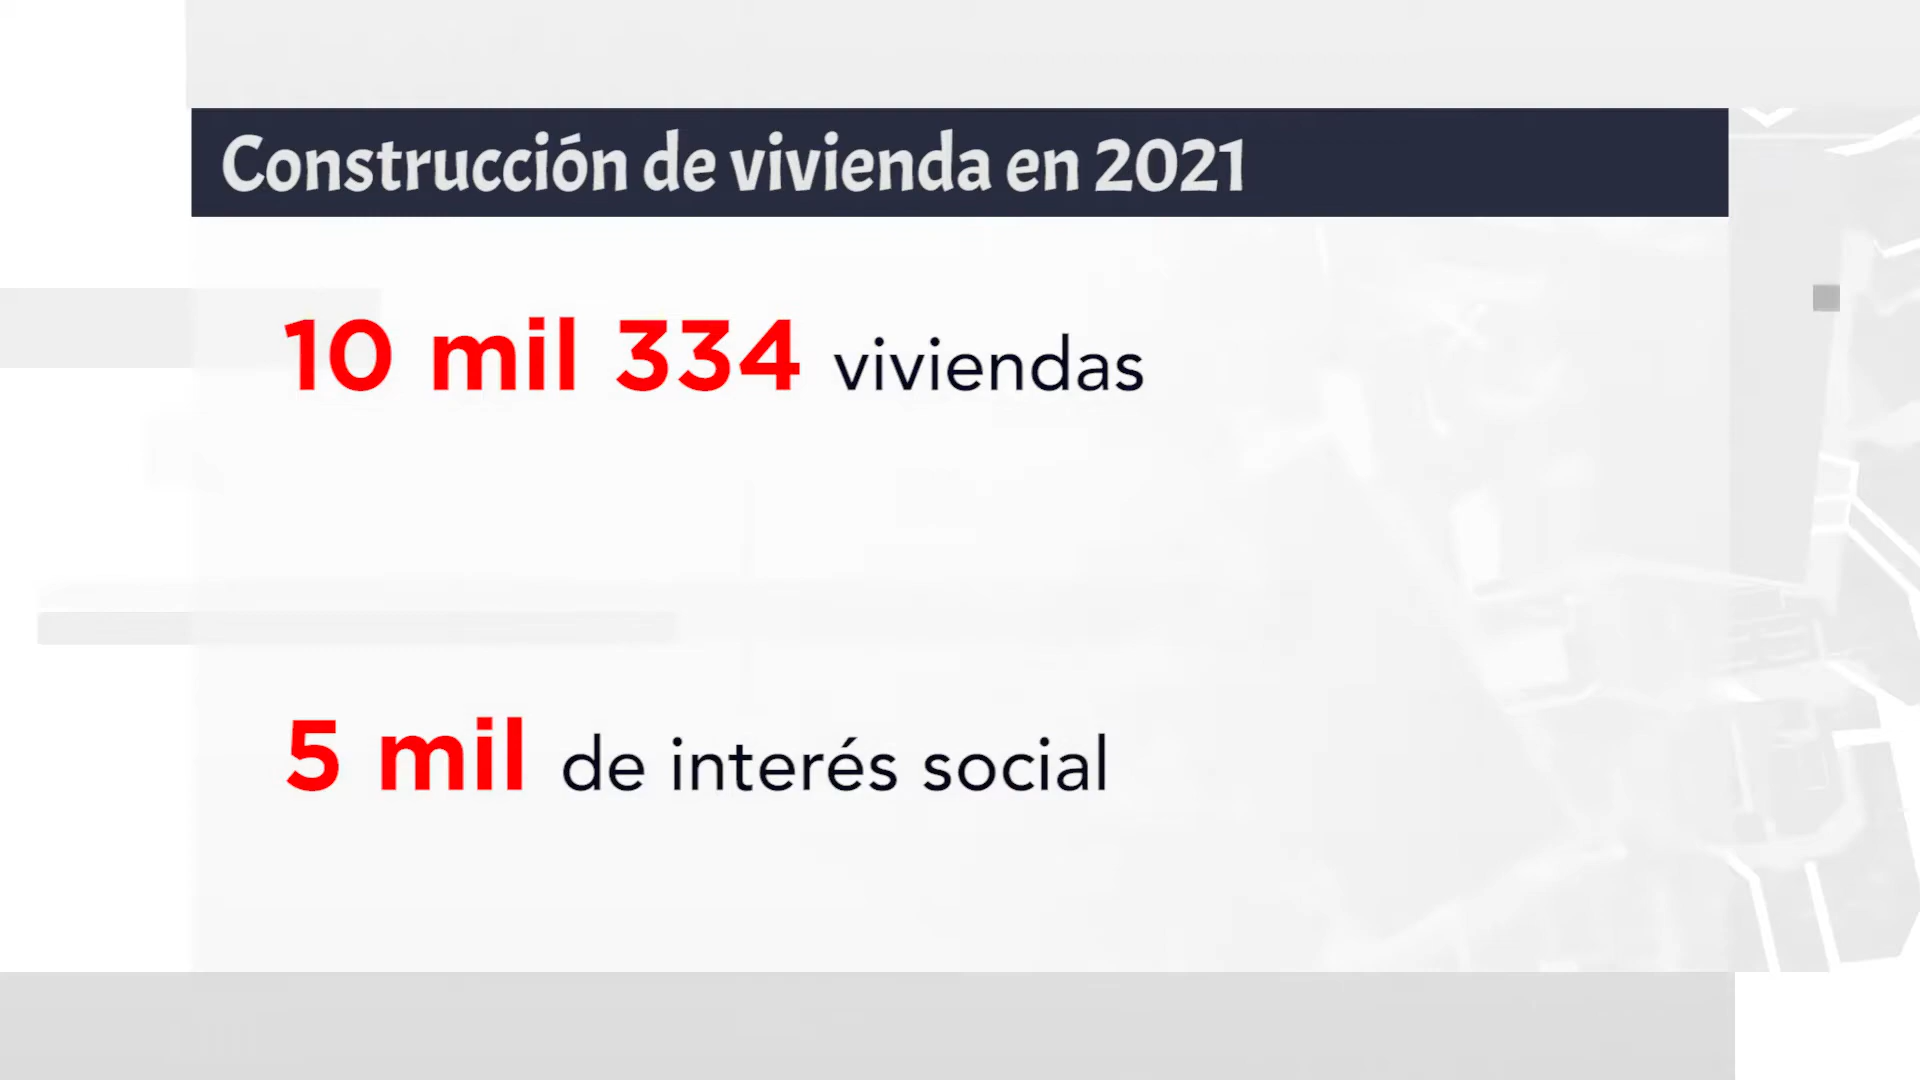 Construcción de vivienda en 2021
10 mil 334 viviendas
5 mil de interés social